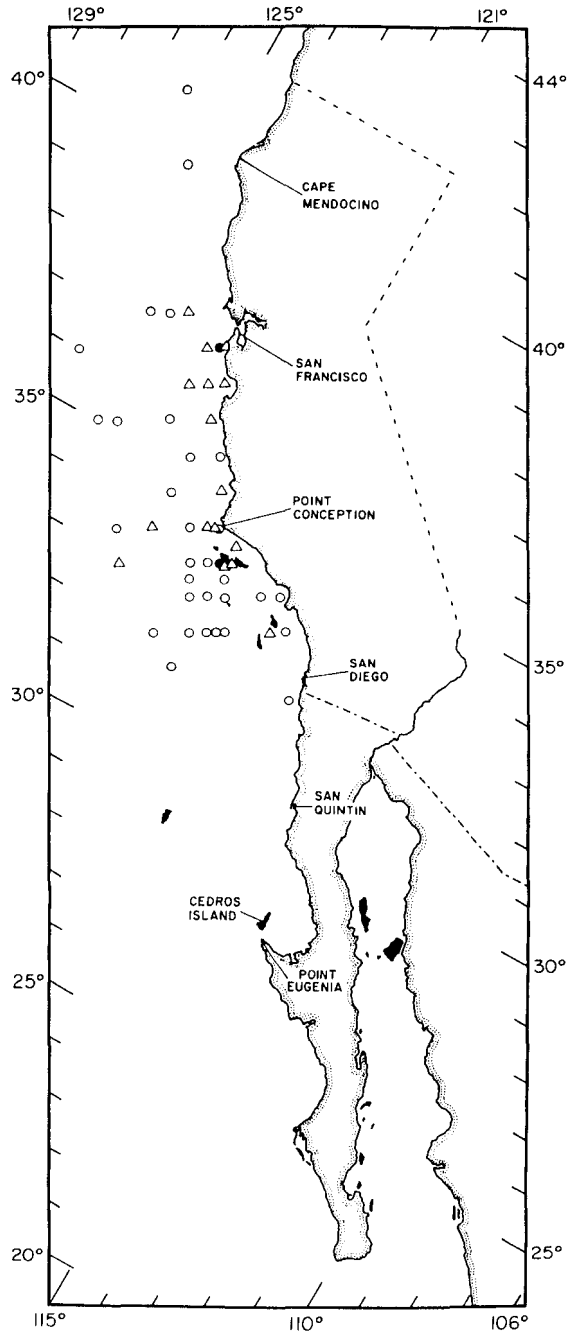 129°
125°
121°
40°
44°
CAPE
MENDOCINO
SAN
FRANCISCO
40°
35°
POINT
CONCEPTION
SAN
DIEGO
35°
30°
SAN
QUINTIN
CEDROS
ISLAND
POINT
EUGENIA
30°
25°
20°
25°
115°
110°
106°